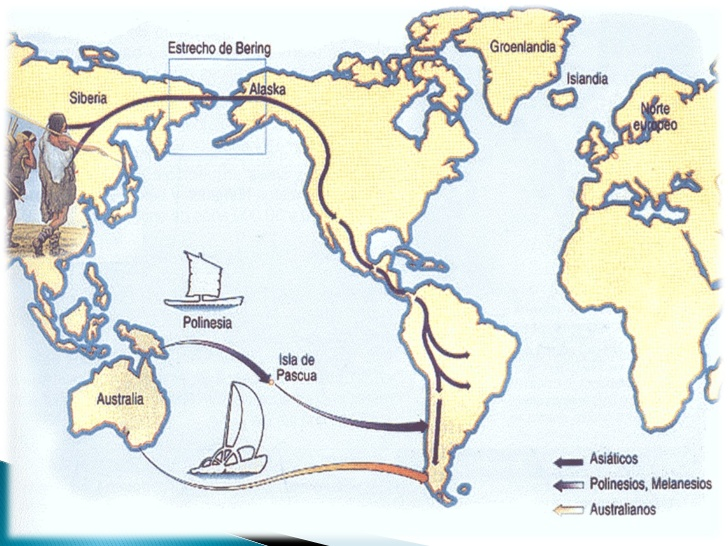 Estrecho de Bering
Groenlandia
Islandia
Alaska
Siberia
Norte
europeo
Polinesia
Isla de
Pascua
Australia
Asiáticos
Polinesios, Melanesios
Australianos